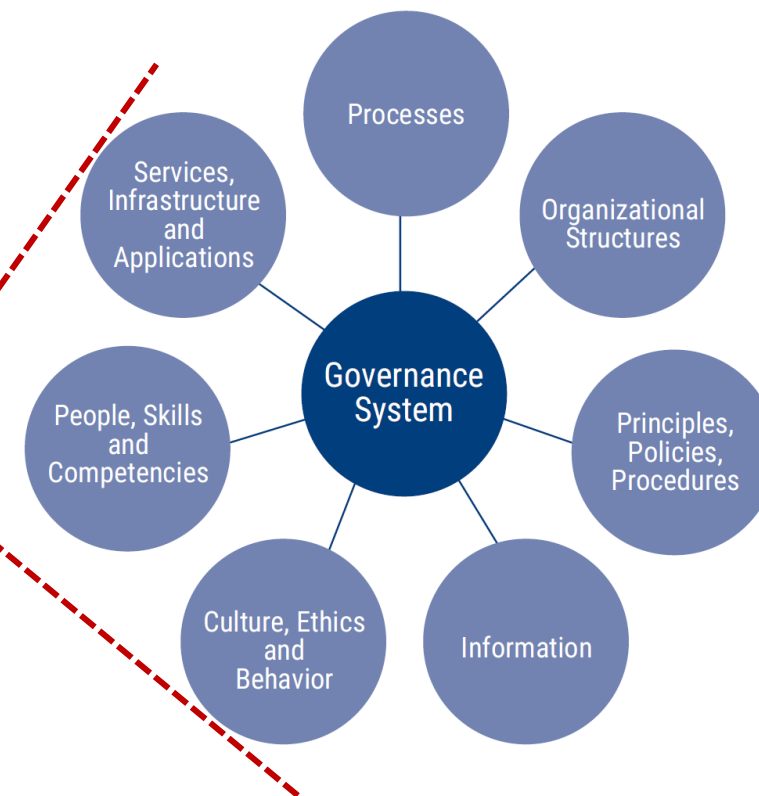 Processes
Services,
Infrastructure
and
Applications
Organizational
Structures
Governance
System
People, Skills
and
Competencies
Principles,
Policies,
Procedures
Culture, Ethics
and
Behavior
Information